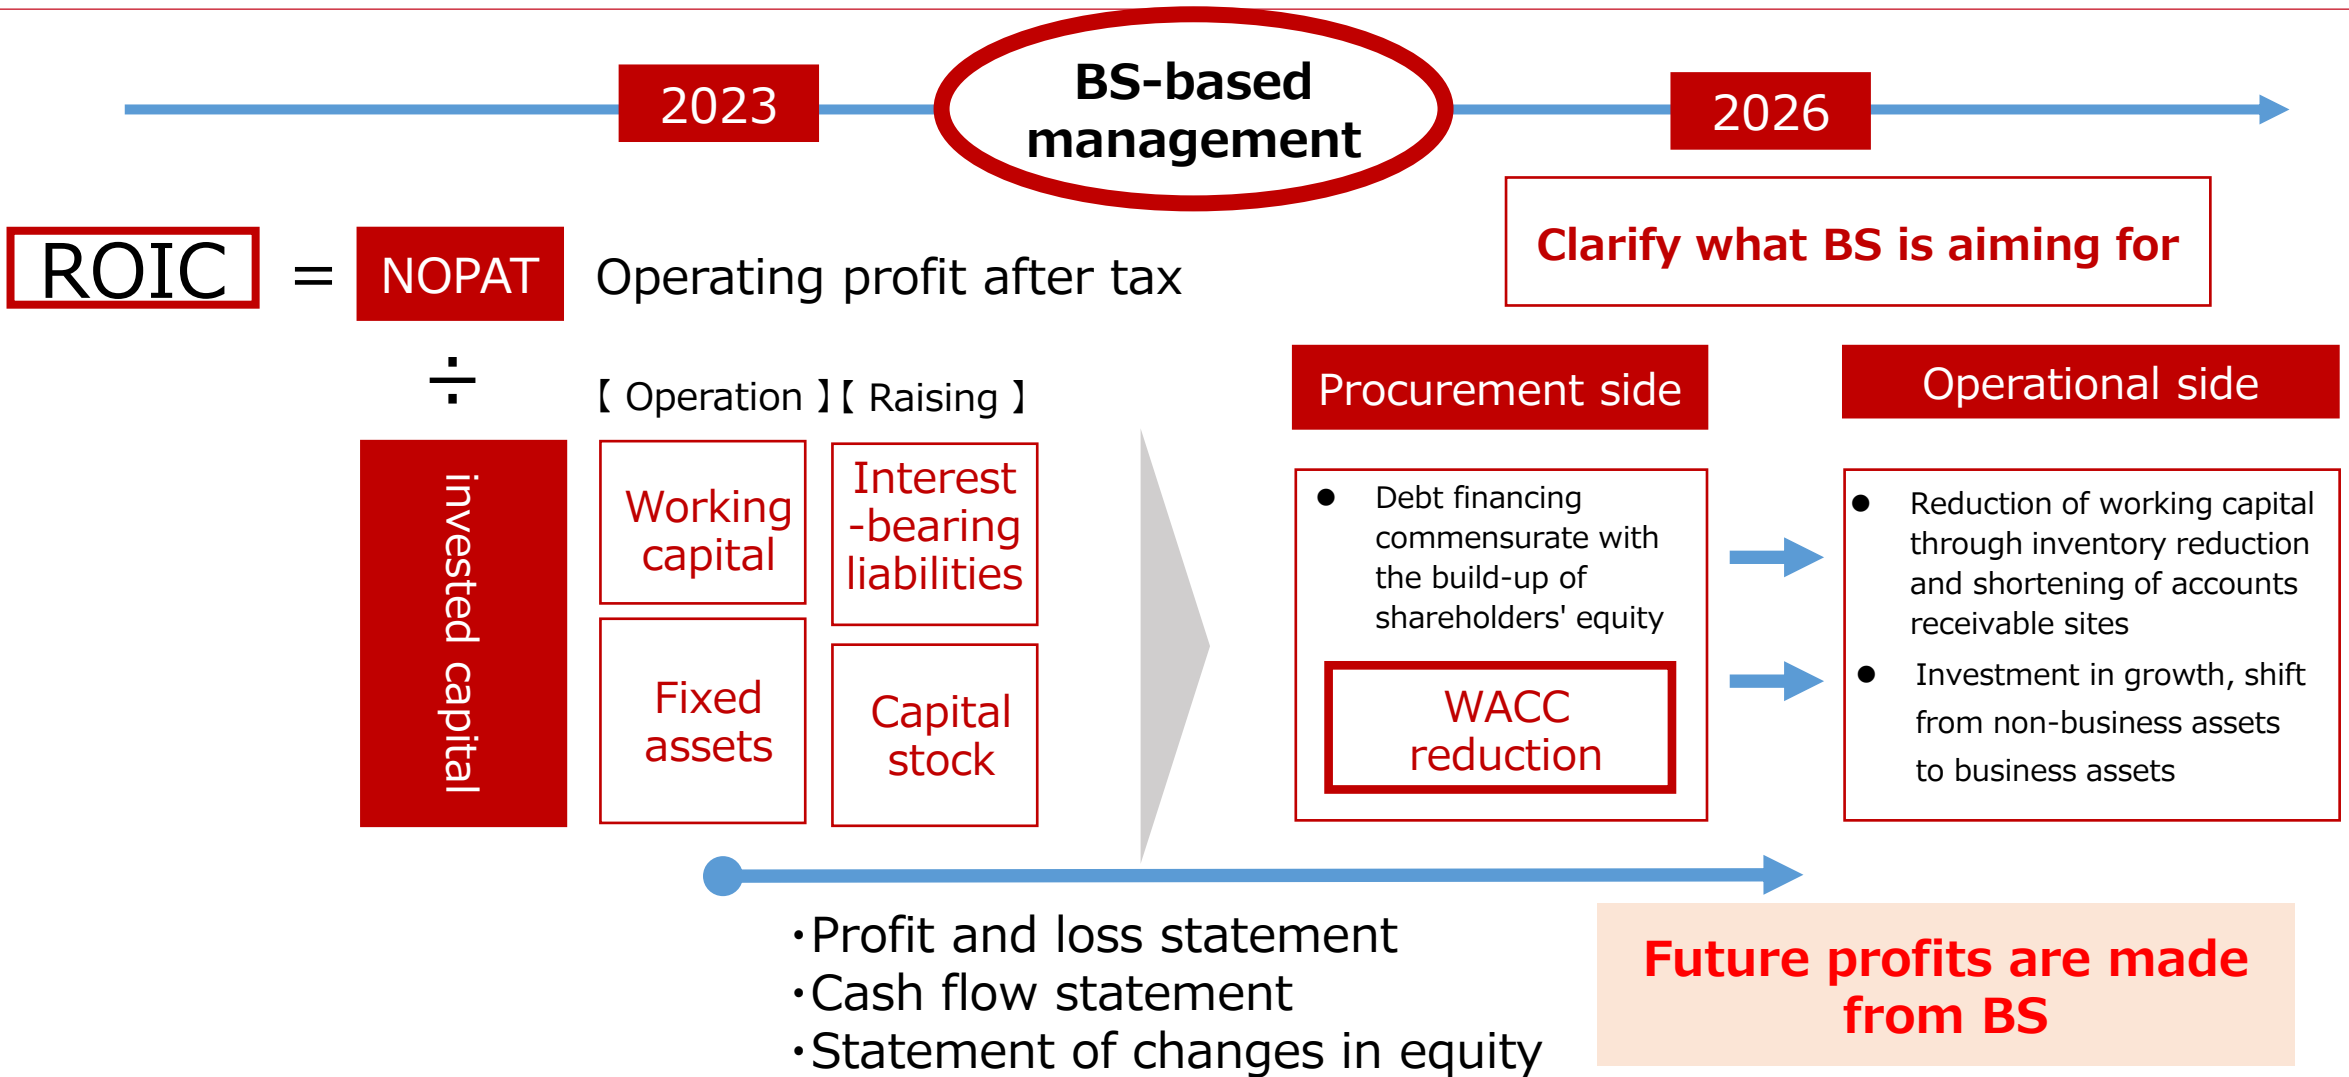 2023
BS-based
management
2026
Clarify what BS is aiming for
ROIC
=
NOPAT
Operating profit after tax
÷
【 Operation 】
【 Raising 】
invested capital
Working
capital
Interest
-bearing
liabilities
Fixed
assets
Capital
stock
Procurement side
● Debt financing
commensurate with
the build-up of
shareholders' equity
WACC
reduction
Operational side
● Reduction of working capital
through inventory reduction
and shortening of accounts
receivable sites
● Investment in growth, shift
from non-business assets
to business assets
・Profit and loss statement
・Cash flow statement
・Statement of changes in equity
Future profits are made
from BS